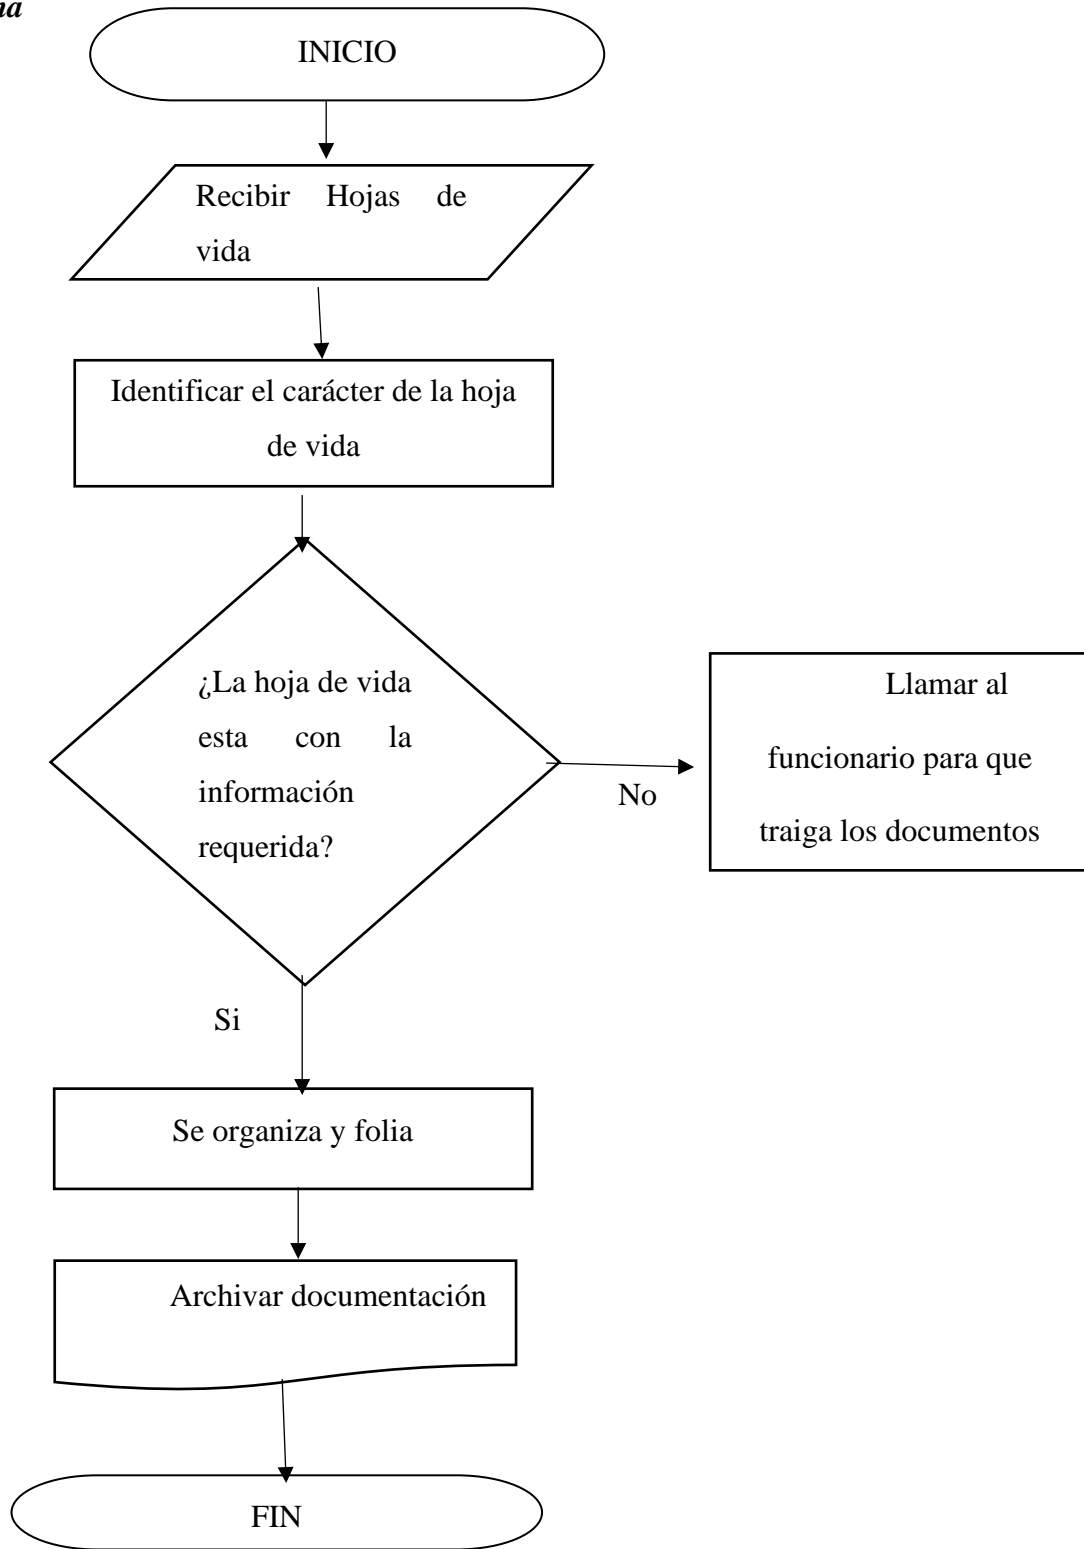 INICIO
Recibir Hojas de
vida
Identificar el carácter de la hoja
de vida
¿La hoja de vida
esta con la
información
requerida?
Llamar al
funcionario para que
traiga los documentos
No
Si
Se organiza y folia
Archivar documentación
FIN